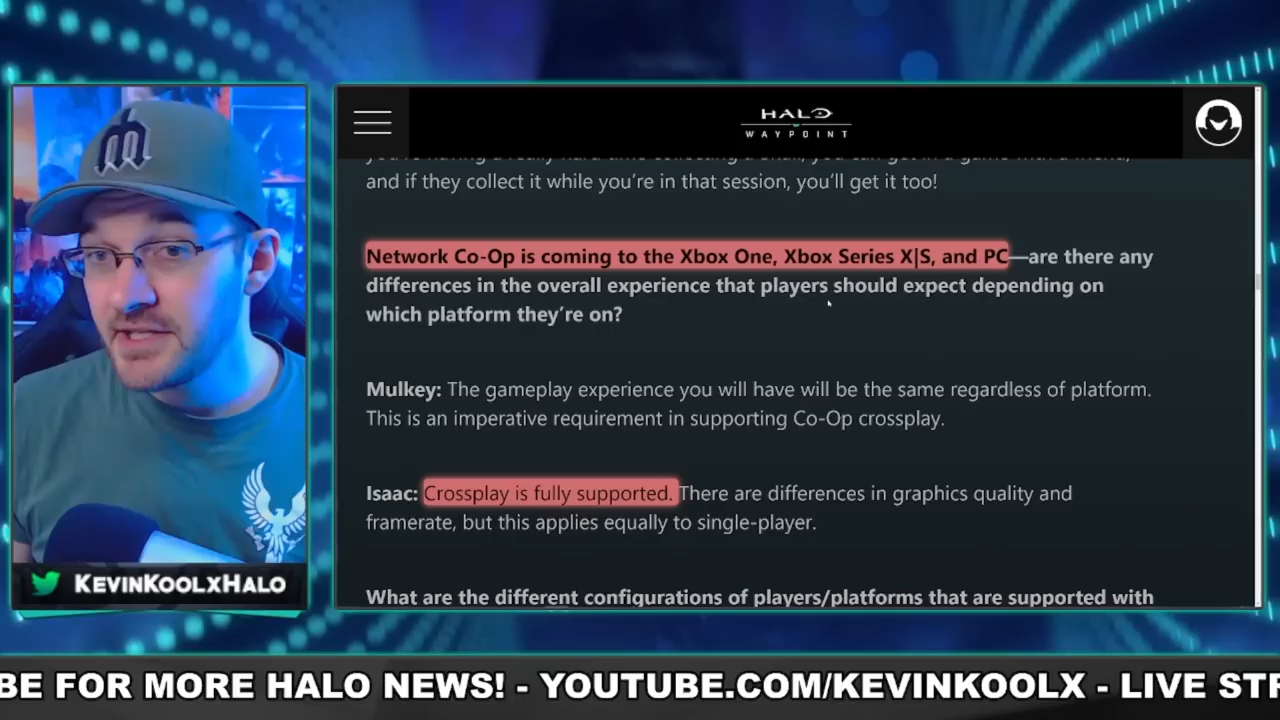 HALO
WAYPOINT
and if they collect it while you're in that session, you'll get it too!
Network Co-Op is coming to the Xbox One, Xbox Series X|S, and PC—are there any
differences in the overall experience that players should expect depending on
which platform they're on?
Mulkey: The gameplay experience you will have will be the same regardless of platform.
This is an imperative requirement in supporting Co-Op crossplay.
Isaac: Crossplay is fully supported. There are differences in graphics quality and
framerate, but this applies equally to single-player.
What are the different configurations of players/platforms that are supported with
KEVINKOOLXHALO
BE FOR MORE HALO NEWS! - YOUTUBE.COM/KEVINKOOLX - LIVE STR